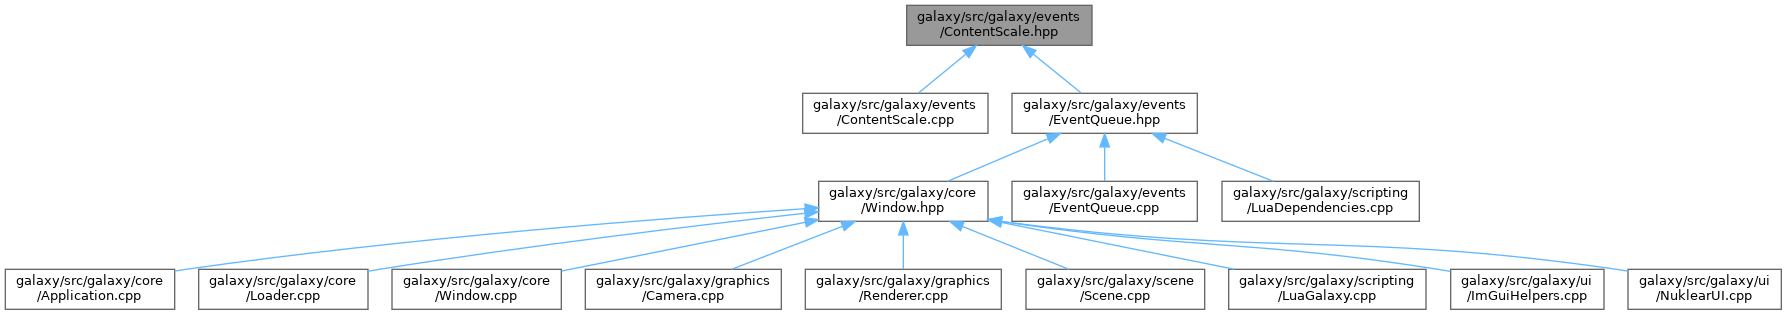 galaxy/src/galaxy/events
/ContentScale.hpp
galaxy/src/galaxy/events
/ContentScale.cpp
galaxy/src/galaxy/events
/EventQueue.hpp
galaxy/src/galaxy/core
/Window.hpp
galaxy/src/galaxy/events
/EventQueue.cpp
galaxy/src/galaxy/scripting
/LuaDependencies.cpp
galaxy/src/galaxy/core
/Application.cpp
galaxy/src/galaxy/core
/Loader.cpp
galaxy/src/galaxy/core
/Window.cpp
galaxy/src/galaxy/graphics
/Camera.cpp
galaxy/src/galaxy/graphics
/Renderer.cpp
galaxy/src/galaxy/scene
/Scene.cpp
galaxy/src/galaxy/scripting
/LuaGalaxy.cpp
galaxy/src/galaxy/ui
/ImGuiHelpers.cpp
galaxy/src/galaxy/ui
/NuklearUI.cpp